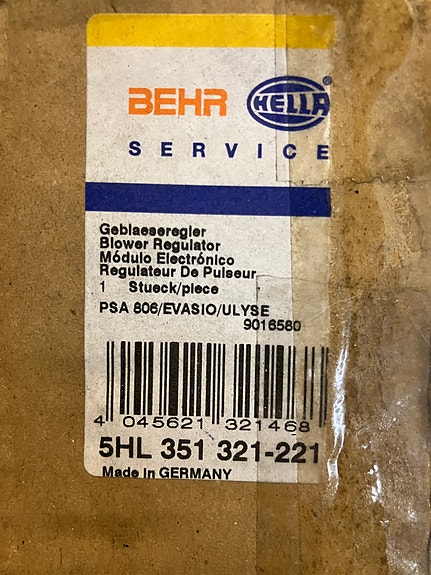 BEHR HELLA®
SERVICE
Geblaeseregler
Blower Regulator
Módulo Electrónico
Regulateur De Pulseur
1 Stueck/piece
PSA 806/EVASIO/ULYSE
9016580
4 045621 321468
5HL 351 321-221
Made in GERMANY